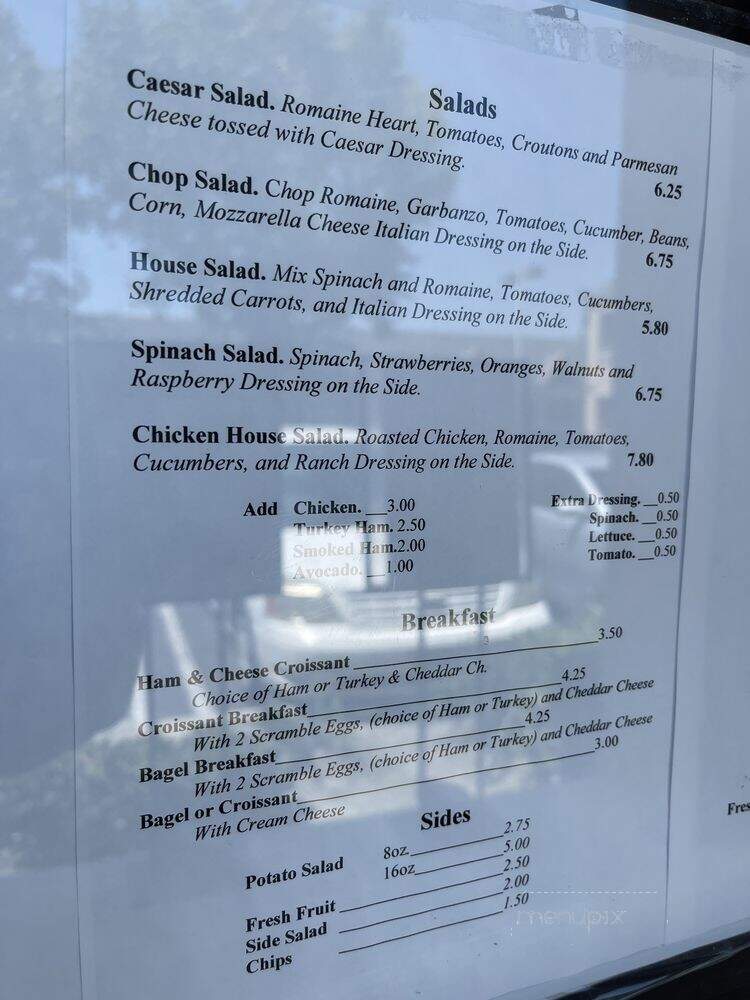 Salads
Caesar Salad. Romaine Heart, Tomatoes, Croutons and Parmesan
Cheese tossed with Caesar Dressing. 6.25
Chop Salad. Chop Romaine, Garbanzo, Tomatoes, Cucumber, Beans,
Corn, Mozzarella Cheese Italian Dressing on the Side. 6.75
House Salad. Mix Spinach and Romaine, Tomatoes, Cucumbers,
Shredded Carrots, and Italian Dressing on the Side. 5.80
Spinach Salad. Spinach, Strawberries, Oranges, Walnuts and
Raspberry Dressing on the Side. 6.75
Chicken House Salad. Roasted Chicken, Romaine, Tomatoes,
Cucumbers, and Ranch Dressing on the Side. 7.80
Add Chicken. __3.00 Extra Dressing. __0.50
Turkey Ham. 2.50 Spinach. __0.50
Smoked Ham.2.00 Lettuce. __0.50
Avocado. __1.00 Tomato. __0.50
Breakfast
Ham & Cheese Croissant 3.50
Choice of Ham or Turkey & Cheddar Ch.
Croissant Breakfast 4.25
With 2 Scramble Eggs, (choice of Ham or Turkey) and Cheddar Cheese
Bagel Breakfast 4.25
With 2 Scramble Eggs, (choice of Ham or Turkey) and Cheddar Cheese
Bagel or Croissant 3.00
With Cream Cheese
Sides
Potato Salad 8oz. 2.75
16oz 5.00
Fresh Fruit 2.50
Side Salad 2.00
Chips 1.50
Fres
menupix